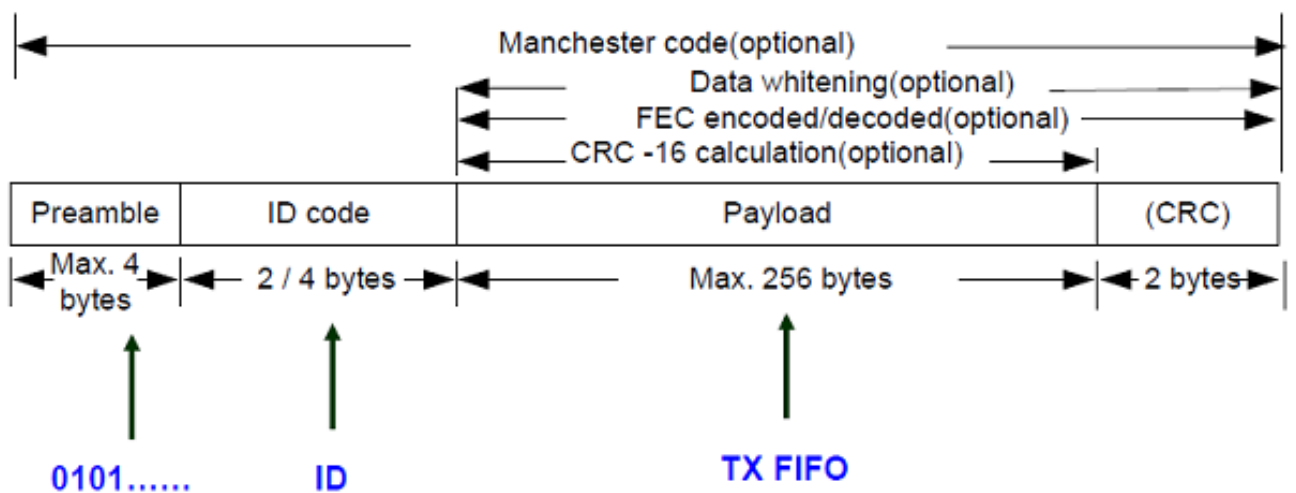 Manchester code(optional)
Data whitening(optional)
FEC encoded/decoded(optional)
CRC -16 calculation(optional)
Preamble
ID code
Payload
(CRC)
Max. 4
bytes
2 / 4 bytes
Max. 256 bytes
2 bytes
0101......
ID
TX FIFO